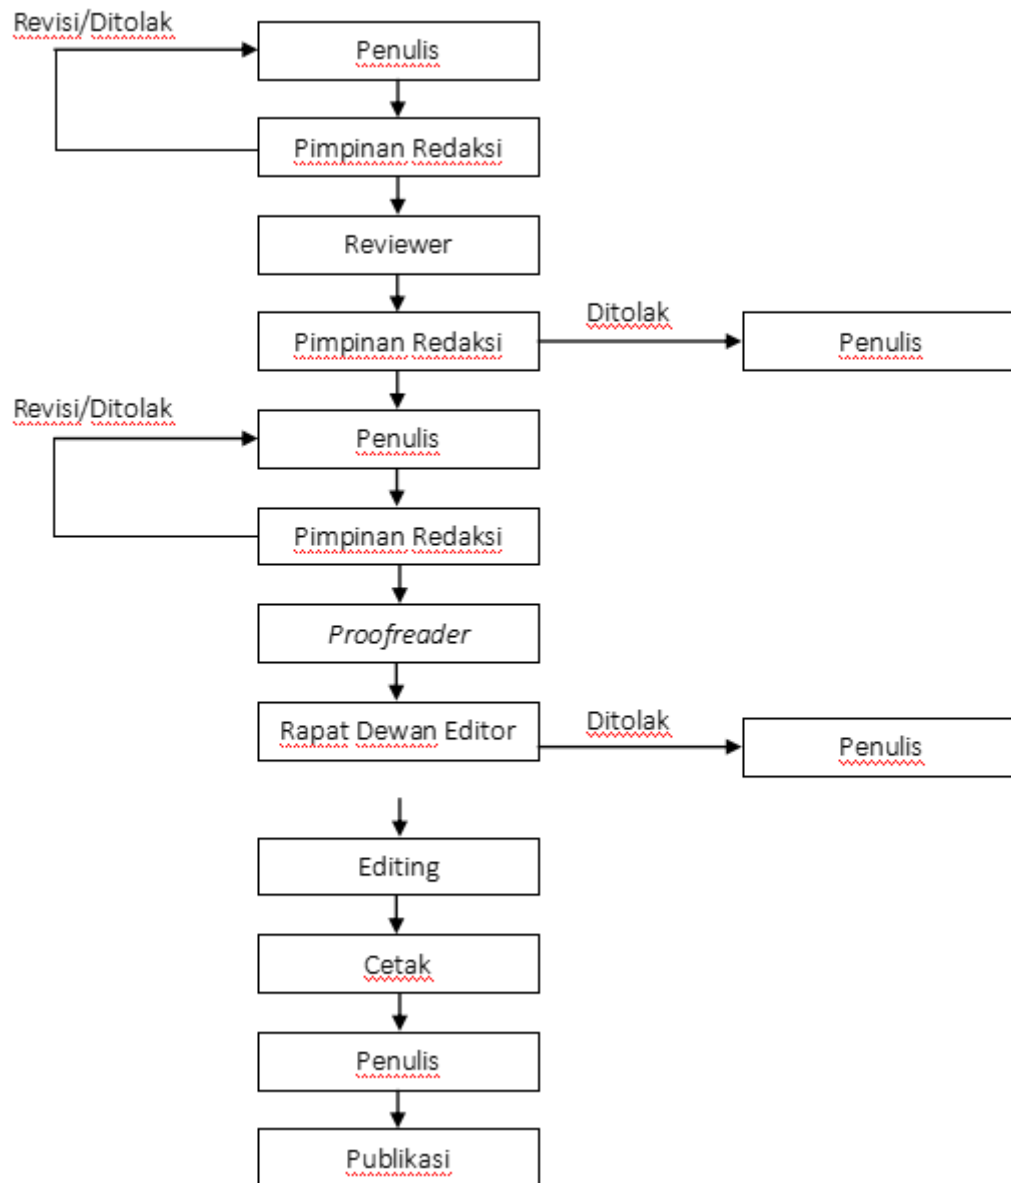 Revisi/Ditolak
Penulis
Pimpinan Redaksi
Reviewer
Ditolak
Pimpinan Redaksi
Penulis
Revisi/Ditolak
Penulis
Pimpinan Redaksi
Proofreader
Rapat Dewan Editor
Ditolak
Penulis
Editing
Cetak
Penulis
Publikasi